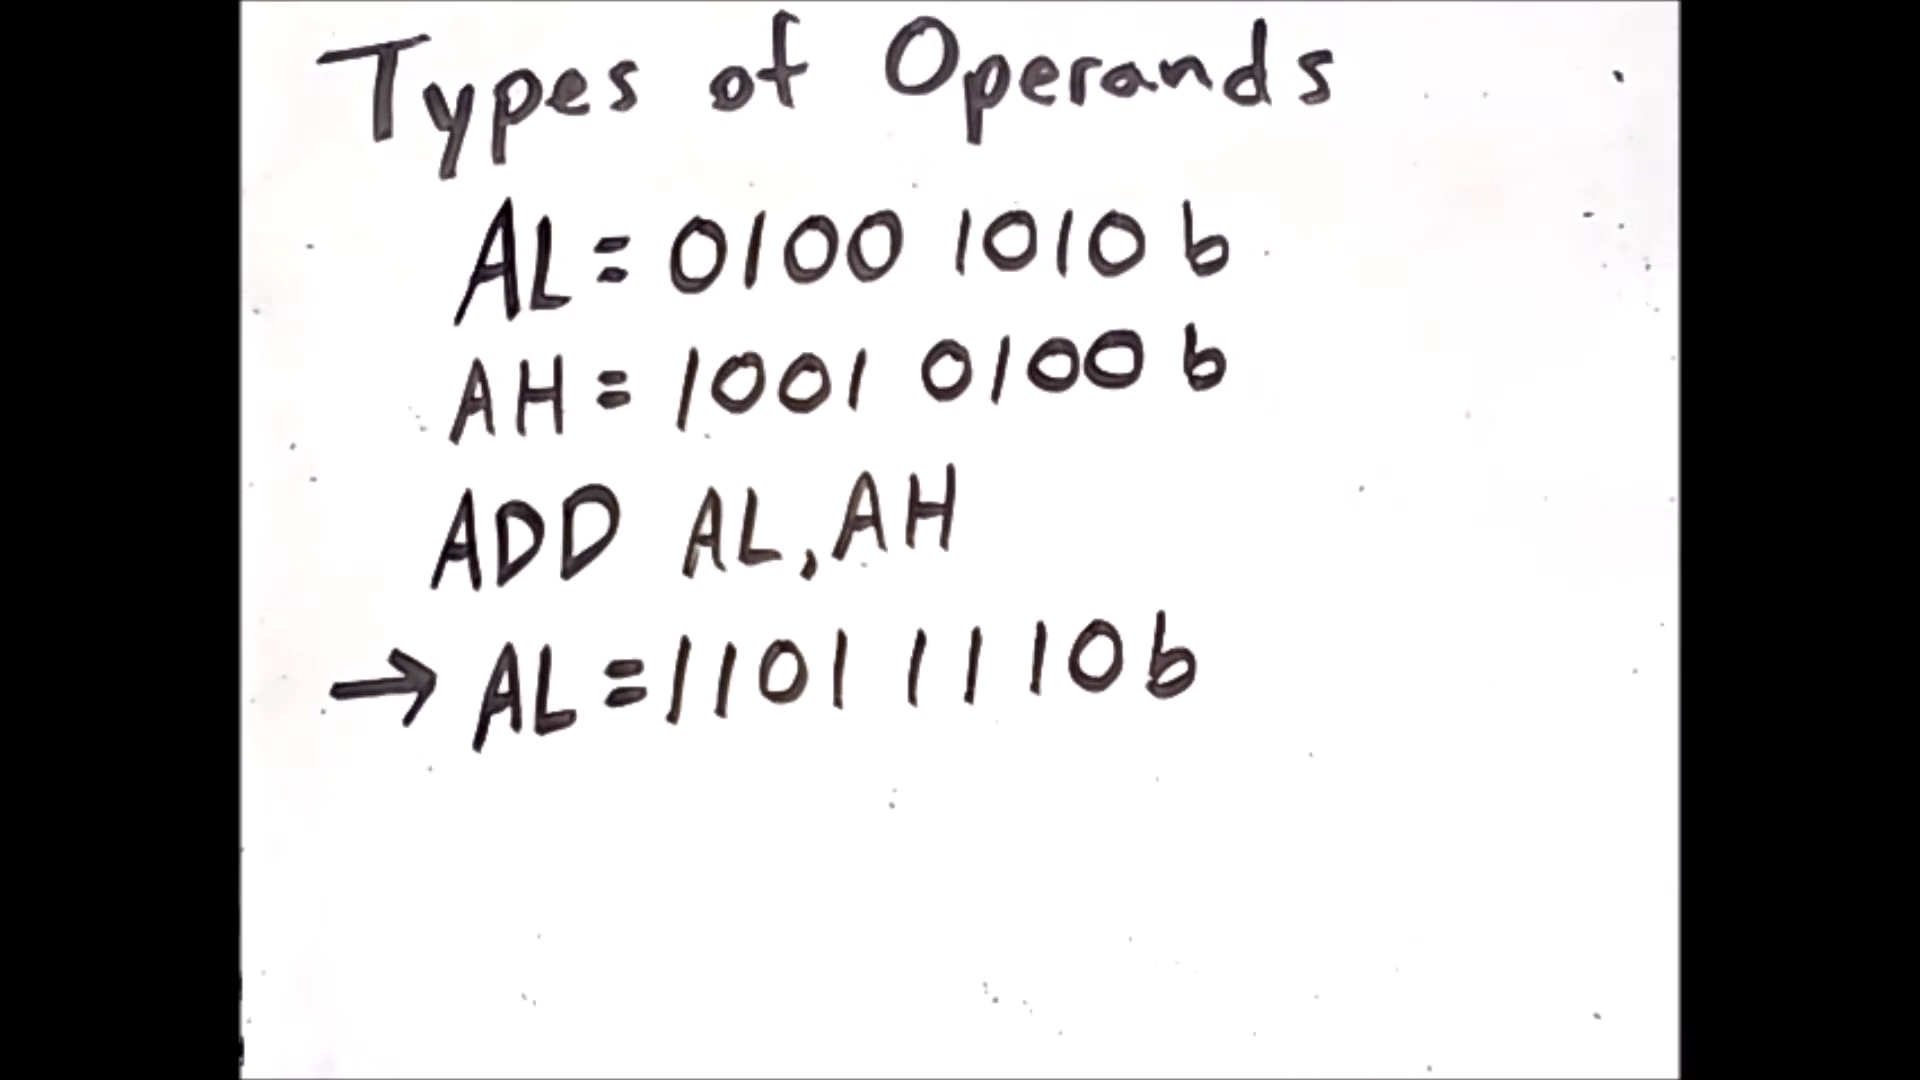 Types of Operands
AL = 0100 1010 b
AH = 1001 0100 b
ADD AL, AH
→ AL = 1101 1110 b